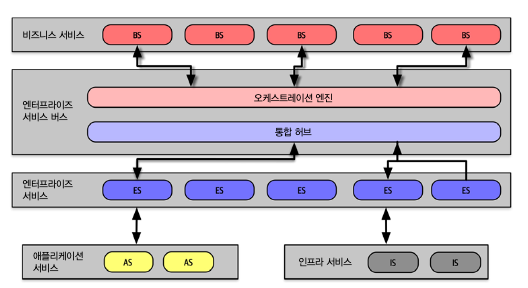 비즈니스 서비스
BS BS BS BS BS
엔터프라이즈
서비스 버스
오케스트레이션 엔진
통합 허브
엔터프라이즈
서비스
ES ES ES ES ES
애플리케이션
서비스
AS AS
인프라 서비스
IS IS